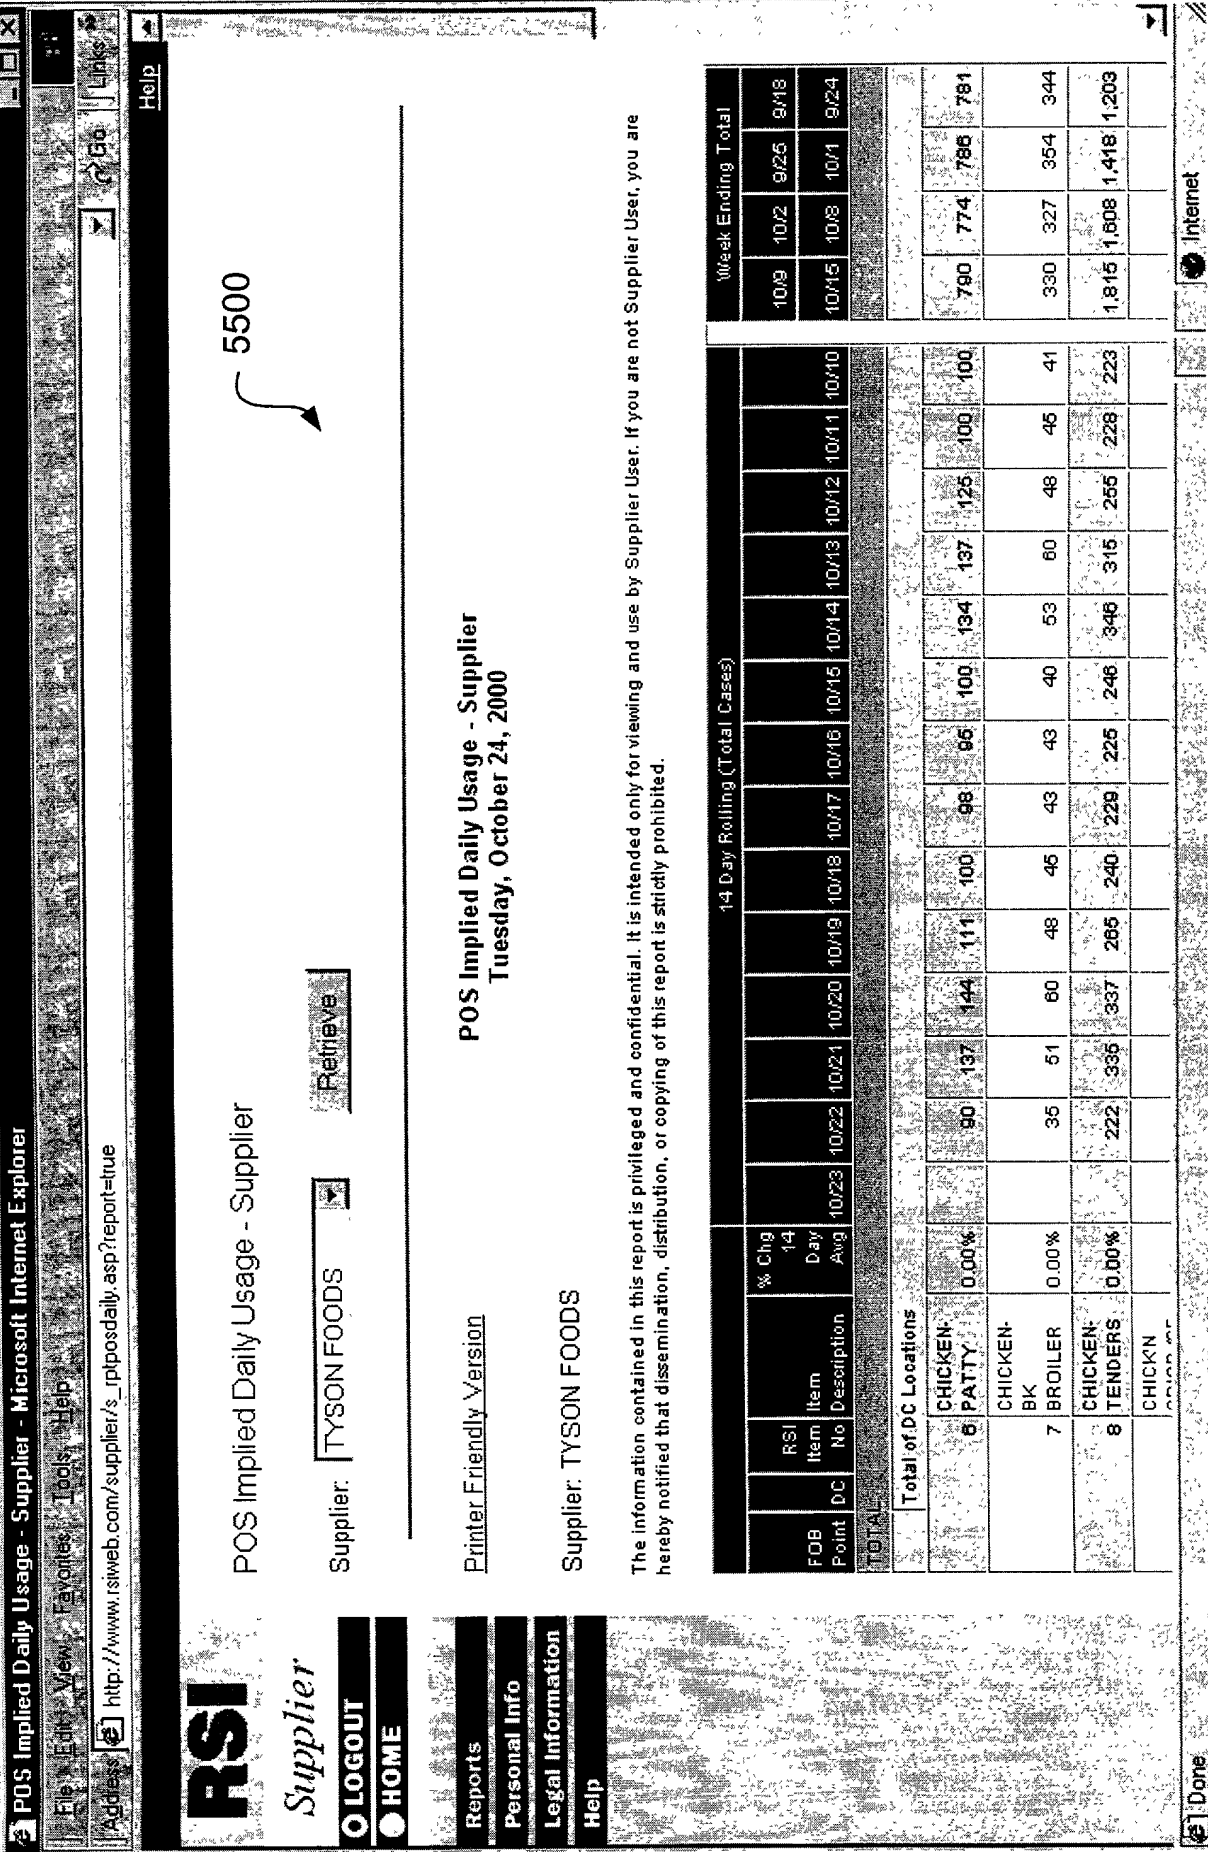 POS Implied Daily Usage - Supplier - Microsoft Internet Explorer
File Edit View Favorites Tools Help
Address http://www.rsiweb.com/supplier/s_rptposdaily.asp?report=true Go Links »
Help
RSI
Supplier
LOGOUT
HOME
Reports
Personal Info
Legal Information
Help
POS Implied Daily Usage - Supplier
5500
Supplier: TYSON FOODS Retrieve
Printer Friendly Version
POS Implied Daily Usage - Supplier
Tuesday, October 24, 2000
Supplier: TYSON FOODS
The information contained in this report is privileged and confidential. It is intended only for viewing and use by Supplier User. If you are not Supplier User, you are
hereby notified that dissemination, distribution, or copying of this report is strictly prohibited.
14 Day Rolling (Total Cases) Week Ending Total
FOB Point DC RSI Item No Item Description % Chg 14 Day Avg 10/23 10/22 10/21 10/20 10/19 10/18 10/17 10/16 10/15 10/14 10/13 10/12 10/11 10/10 10/9 10/2 9/25 9/18
10/15 10/8 10/1 9/24
TOTAL
Total of DC Locations
6 CHICKEN-PATTY 0.00% 90 137 144 111 100 98 95 100 134 137 125 100 100 790 774 786 781
7 CHICKEN-BK BROILER 0.00% 35 51 60 48 45 43 43 40 53 60 48 45 41 330 327 354 344
8 CHICKEN-TENDERS 0.00% 222 335 337 265 240 229 225 246 346 315 255 228 223 1,815 1,608 1,418 1,203
CHICKN
Done Internet